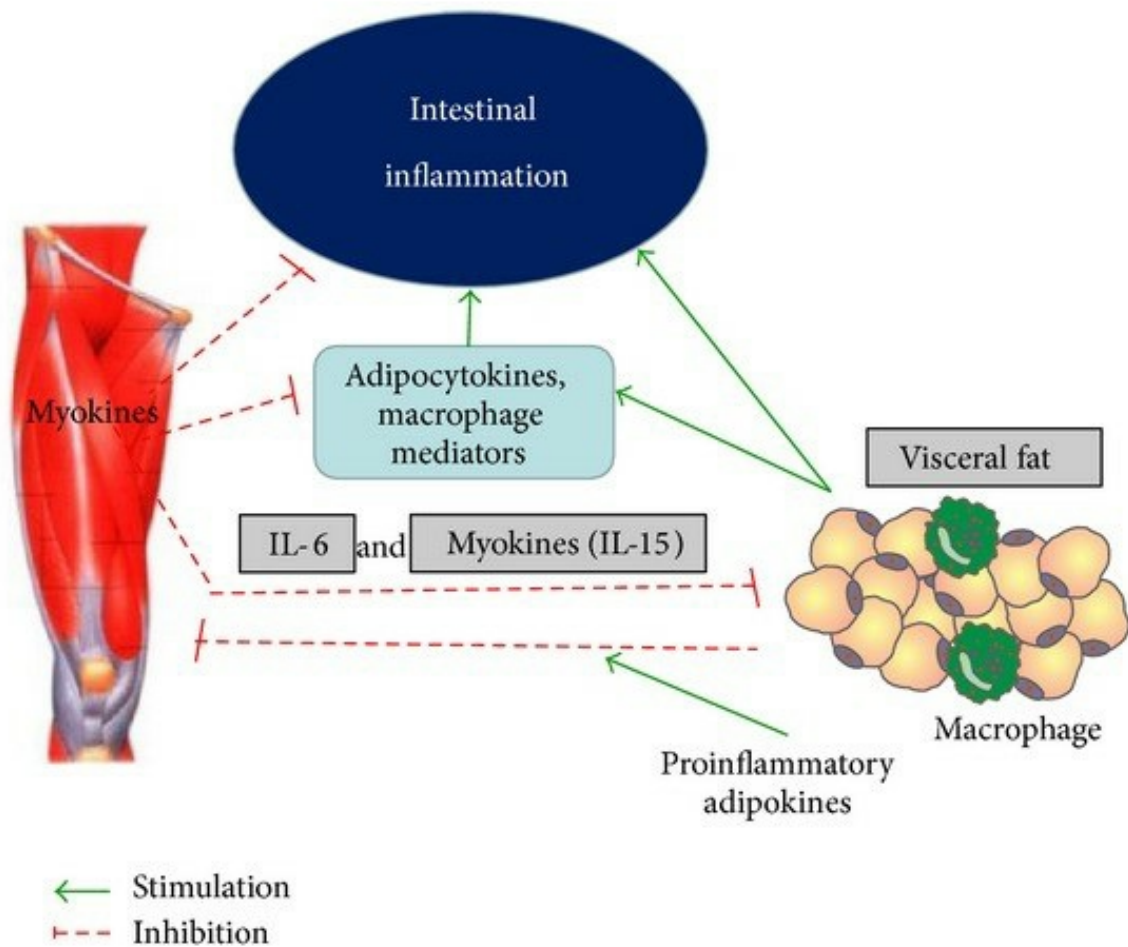 Intestinal
inflammation
Myokines
Adipocytokines,
macrophage
mediators
Visceral fat
IL-6 and Myokines (IL-15)
Macrophage
Proinflammatory
adipokines
Stimulation
Inhibition